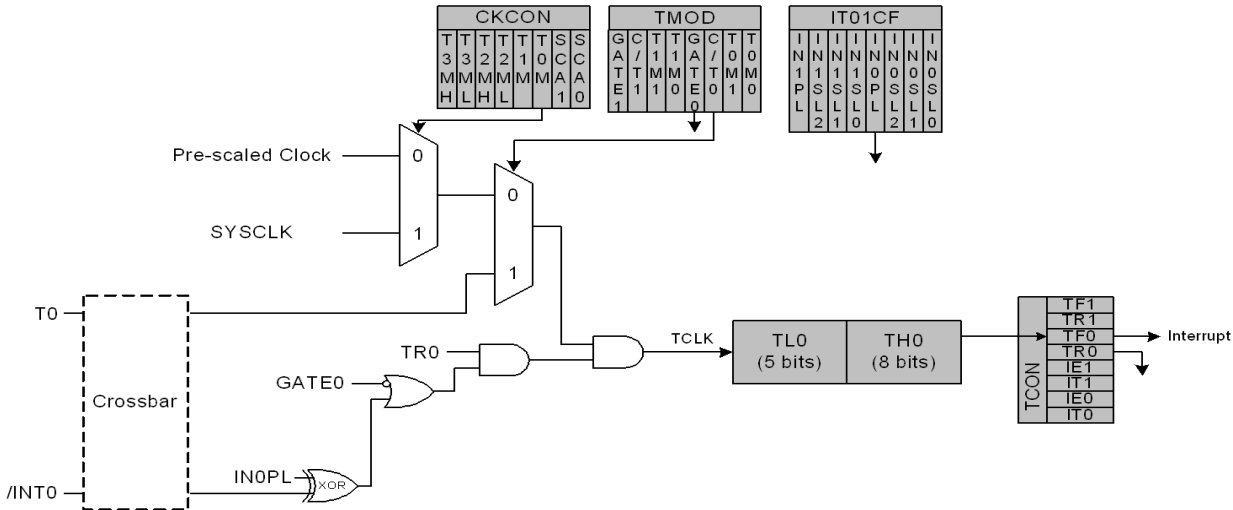 CKCON
T3MH
T3ML
T2MH
T2ML
T1M
T0M
SCA1
SCA0
TMOD
GATE1
C/T1
T1M1
T1M0
GATE0
C/T0
T0M1
T0M0
IT01CF
IN1PL
IN1SL2
IN1SL1
IN1SL0
IN0PL
IN0SL2
IN0SL1
IN0SL0
Pre-scaled Clock
0
SYSCLK
1
0
1
T0
Crossbar
/INT0
TR0
GATE0
IN0PL
XOR
TCLK
TL0
(5 bits)
TH0
(8 bits)
TCON
TF1
TR1
TF0
TR0
IE1
IT1
IE0
IT0
Interrupt